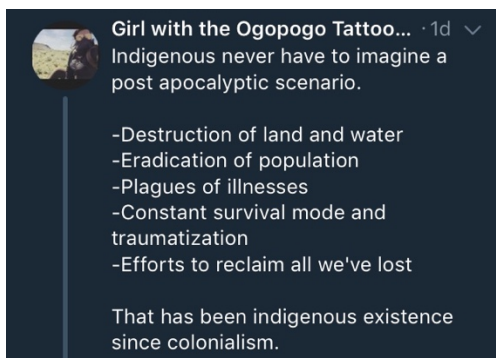 Girl with the Ogopogo Tattoo... · 1d
Indigenous never have to imagine a
post apocalyptic scenario.
-Destruction of land and water
-Eradication of population
-Plagues of illnesses
-Constant survival mode and
traumatization
-Efforts to reclaim all we've lost
That has been indigenous existence
since colonialism.